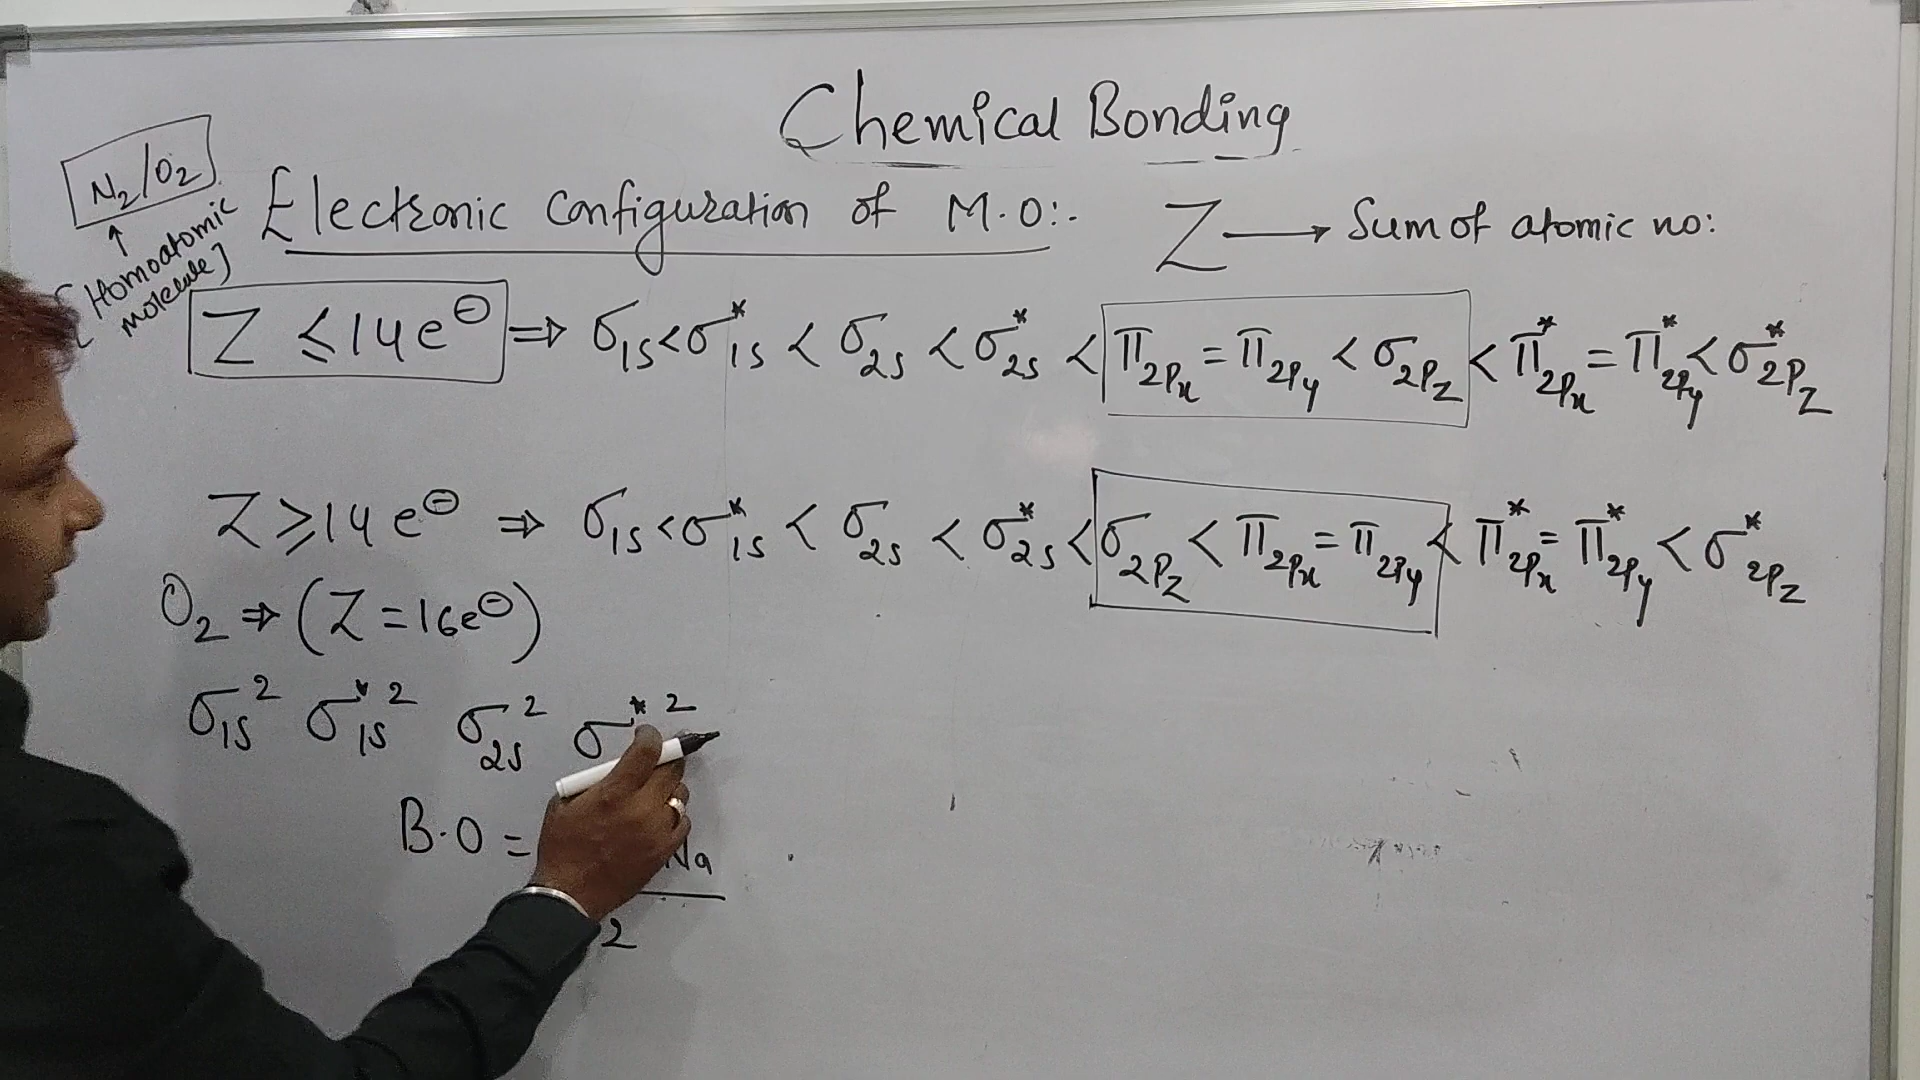 Chemical Bonding
N₂/O₂
↑
[Homoatomic
molecule]
Electronic Configuration of M.O:-
Z → Sum of atomic no:
Z ≤ 14e⊖ ⇒ σ1s < σ*1s < σ2s < σ*2s < π2Px = π2Py < σ2Pz < π*2Px = π*2Py < σ*2Pz
Z ≥ 14e⊖ ⇒ σ1s < σ*1s < σ2s < σ*2s < σ2Pz < π2Px = π2Py < π*2Px = π*2Py < σ*2Pz
O₂ ⇒ (Z = 16e⊖)
σ1s² σ*1s² σ2s² σ*²
B.O = Na
2